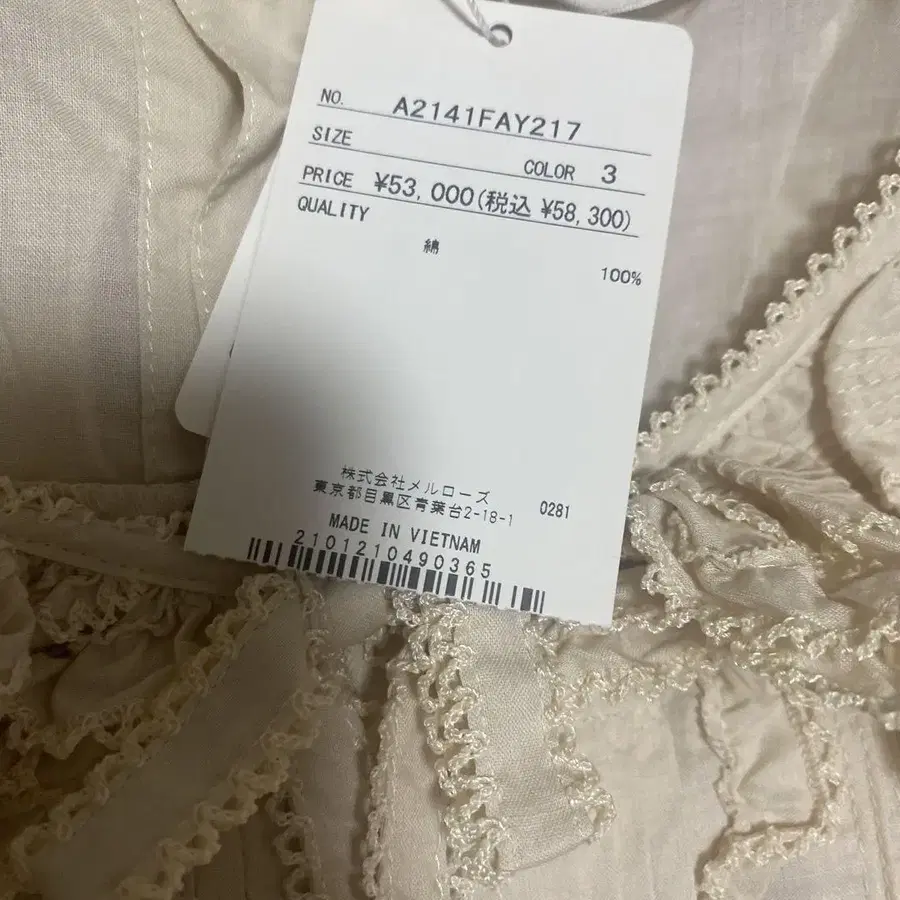 NO. A2141FAY217
SIZE
COLOR 3
PRICE ¥53,000(税込 ¥58,300)
QUALITY
綿
100%
株式会社メルローズ
東京都目黒区青葉台2-18-1 0281
MADE IN VIETNAM
2101210490365